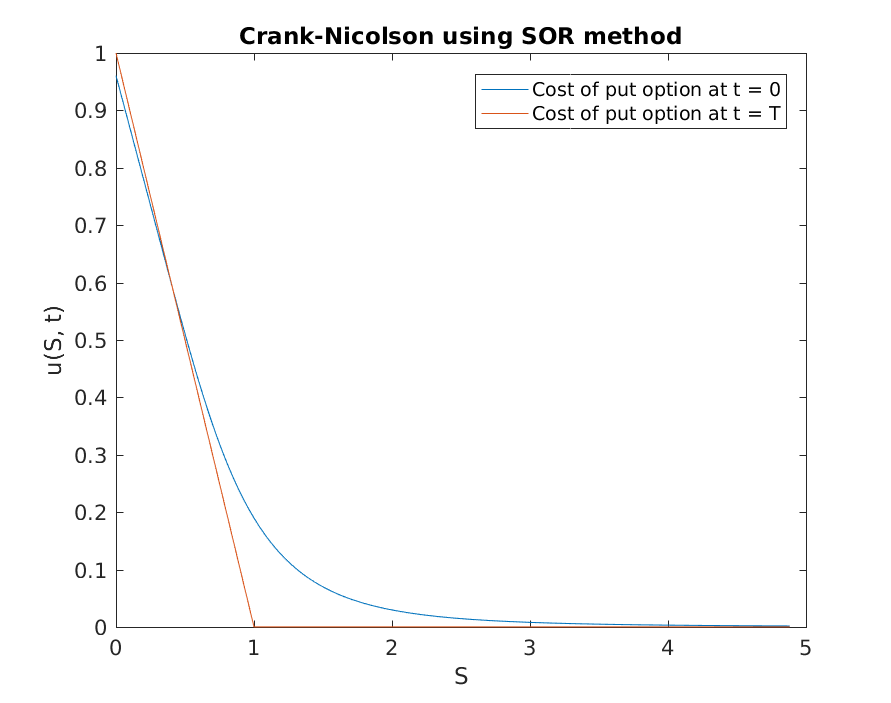 Crank-Nicolson using SOR method
Cost of put option at t = 0
Cost of put option at t = T
1
0.9
0.8
0.7
0.6
0.5
0.4
0.3
0.2
0.1
0
u(S, t)
0 1 2 3 4 5
S